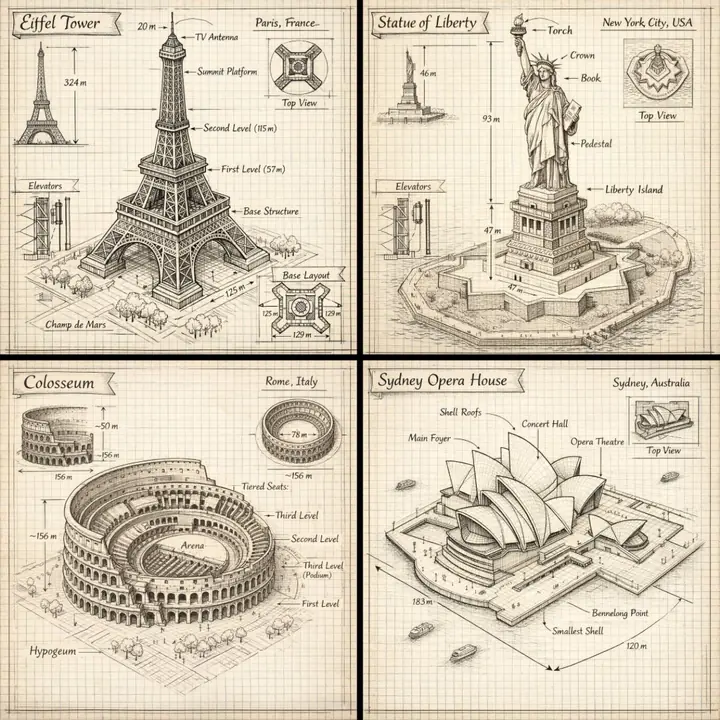 Eiffel Tower
20 m
Paris, France
TV Antenna
324 m
Summit Platform
Top View
Second Level (115 m)
First Level (57m)
Elevators
Base Structure
125 m
Base Layout
125 m
129 m
129 m
Champ de Mars
Statue of Liberty
New York City, USA
Torch
Crown
46 m
Book
93 m
Top View
Pedestal
Elevators
Liberty Island
47 m
47 m
Colosseum
Rome, Italy
~50 m
~156 m
156 m
~78 m
~156 m
Tiered Seats:
Third Level
Second Level
~156 m
Arena
Third Level
(Podium)
First Level
Hypogeum
Sydney Opera House
Sydney, Australia
Shell Roofs
Concert Hall
Main Foyer
Opera Theatre
Top View
183 m
Bennelong Point
Smallest Shell
120 m